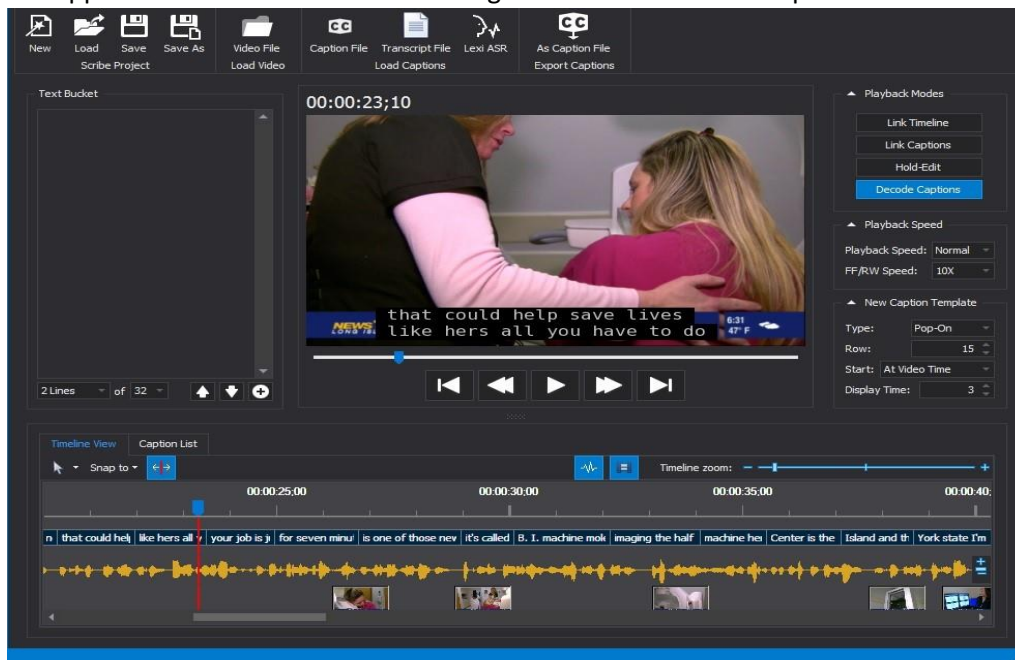 New
Load
Save
Save As
Video File
CC
Caption File
Transcript File
Lexi ASR
CC
As Caption File
Scribe Project
Load Video
Load Captions
Export Captions
Text Bucket
2 Lines
of
32
00:00:23;10
that could help save lives
like hers all you have to do
NEWS
6:31
47° F
Playback Modes
Link Timeline
Link Captions
Hold-Edit
Decode Captions
Playback Speed
Playback Speed: Normal
FF/RW Speed: 10X
New Caption Template
Type: Pop-On
Row: 15
Start: At Video Time
Display Time: 3
Timeline View
Caption List
Snap to
Timeline zoom:
00:00:25;00
00:00:30;00
00:00:35;00
00:00:40;
n
that could hel
like hers all y
your job is j
for seven minu
is one of those nev
it's called
B. I. machine mok
imaging the half
machine her
Center is the
Island and th
York state I'm